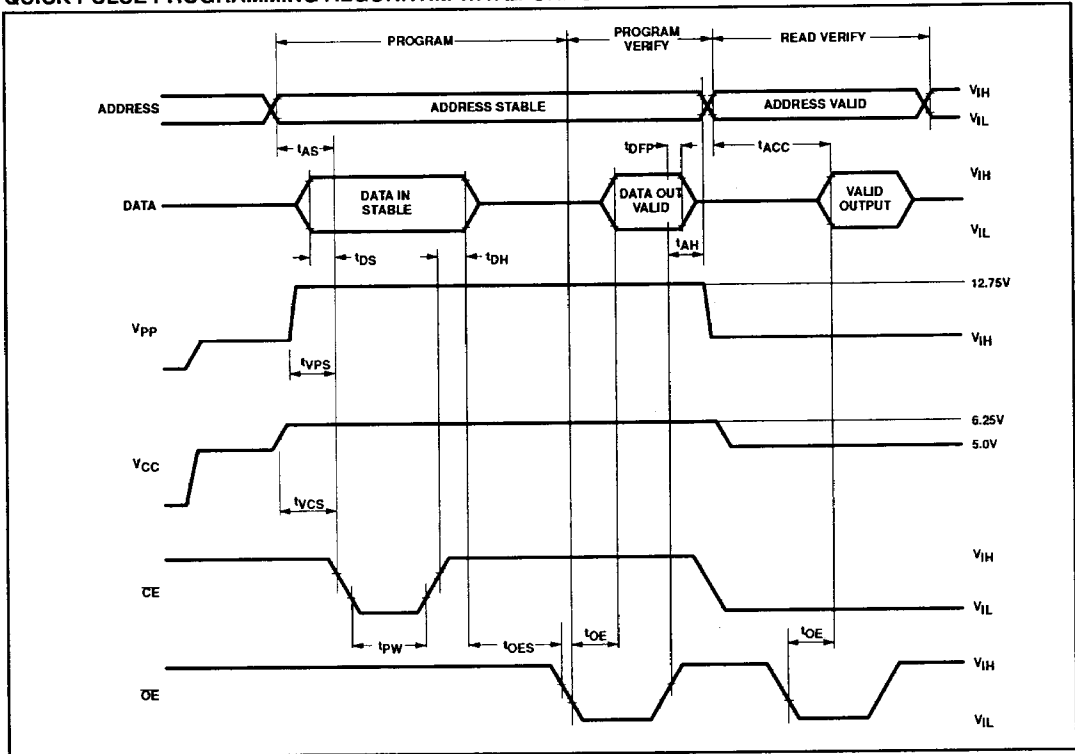 PROGRAM
PROGRAM
VERIFY
READ VERIFY
ADDRESS
ADDRESS STABLE
ADDRESS VALID
VIH
VIL
tAS
tDFP
tACC
DATA
DATA IN
STABLE
DATA OUT
VALID
VALID
OUTPUT
VIH
VIL
tDS
tDH
tAH
VPP
12.75V
VIH
tVPS
VCC
6.25V
5.0V
tVCS
CE
VIH
VIL
tPW
tOES
tOE
tOE
OE
VIH
VIL